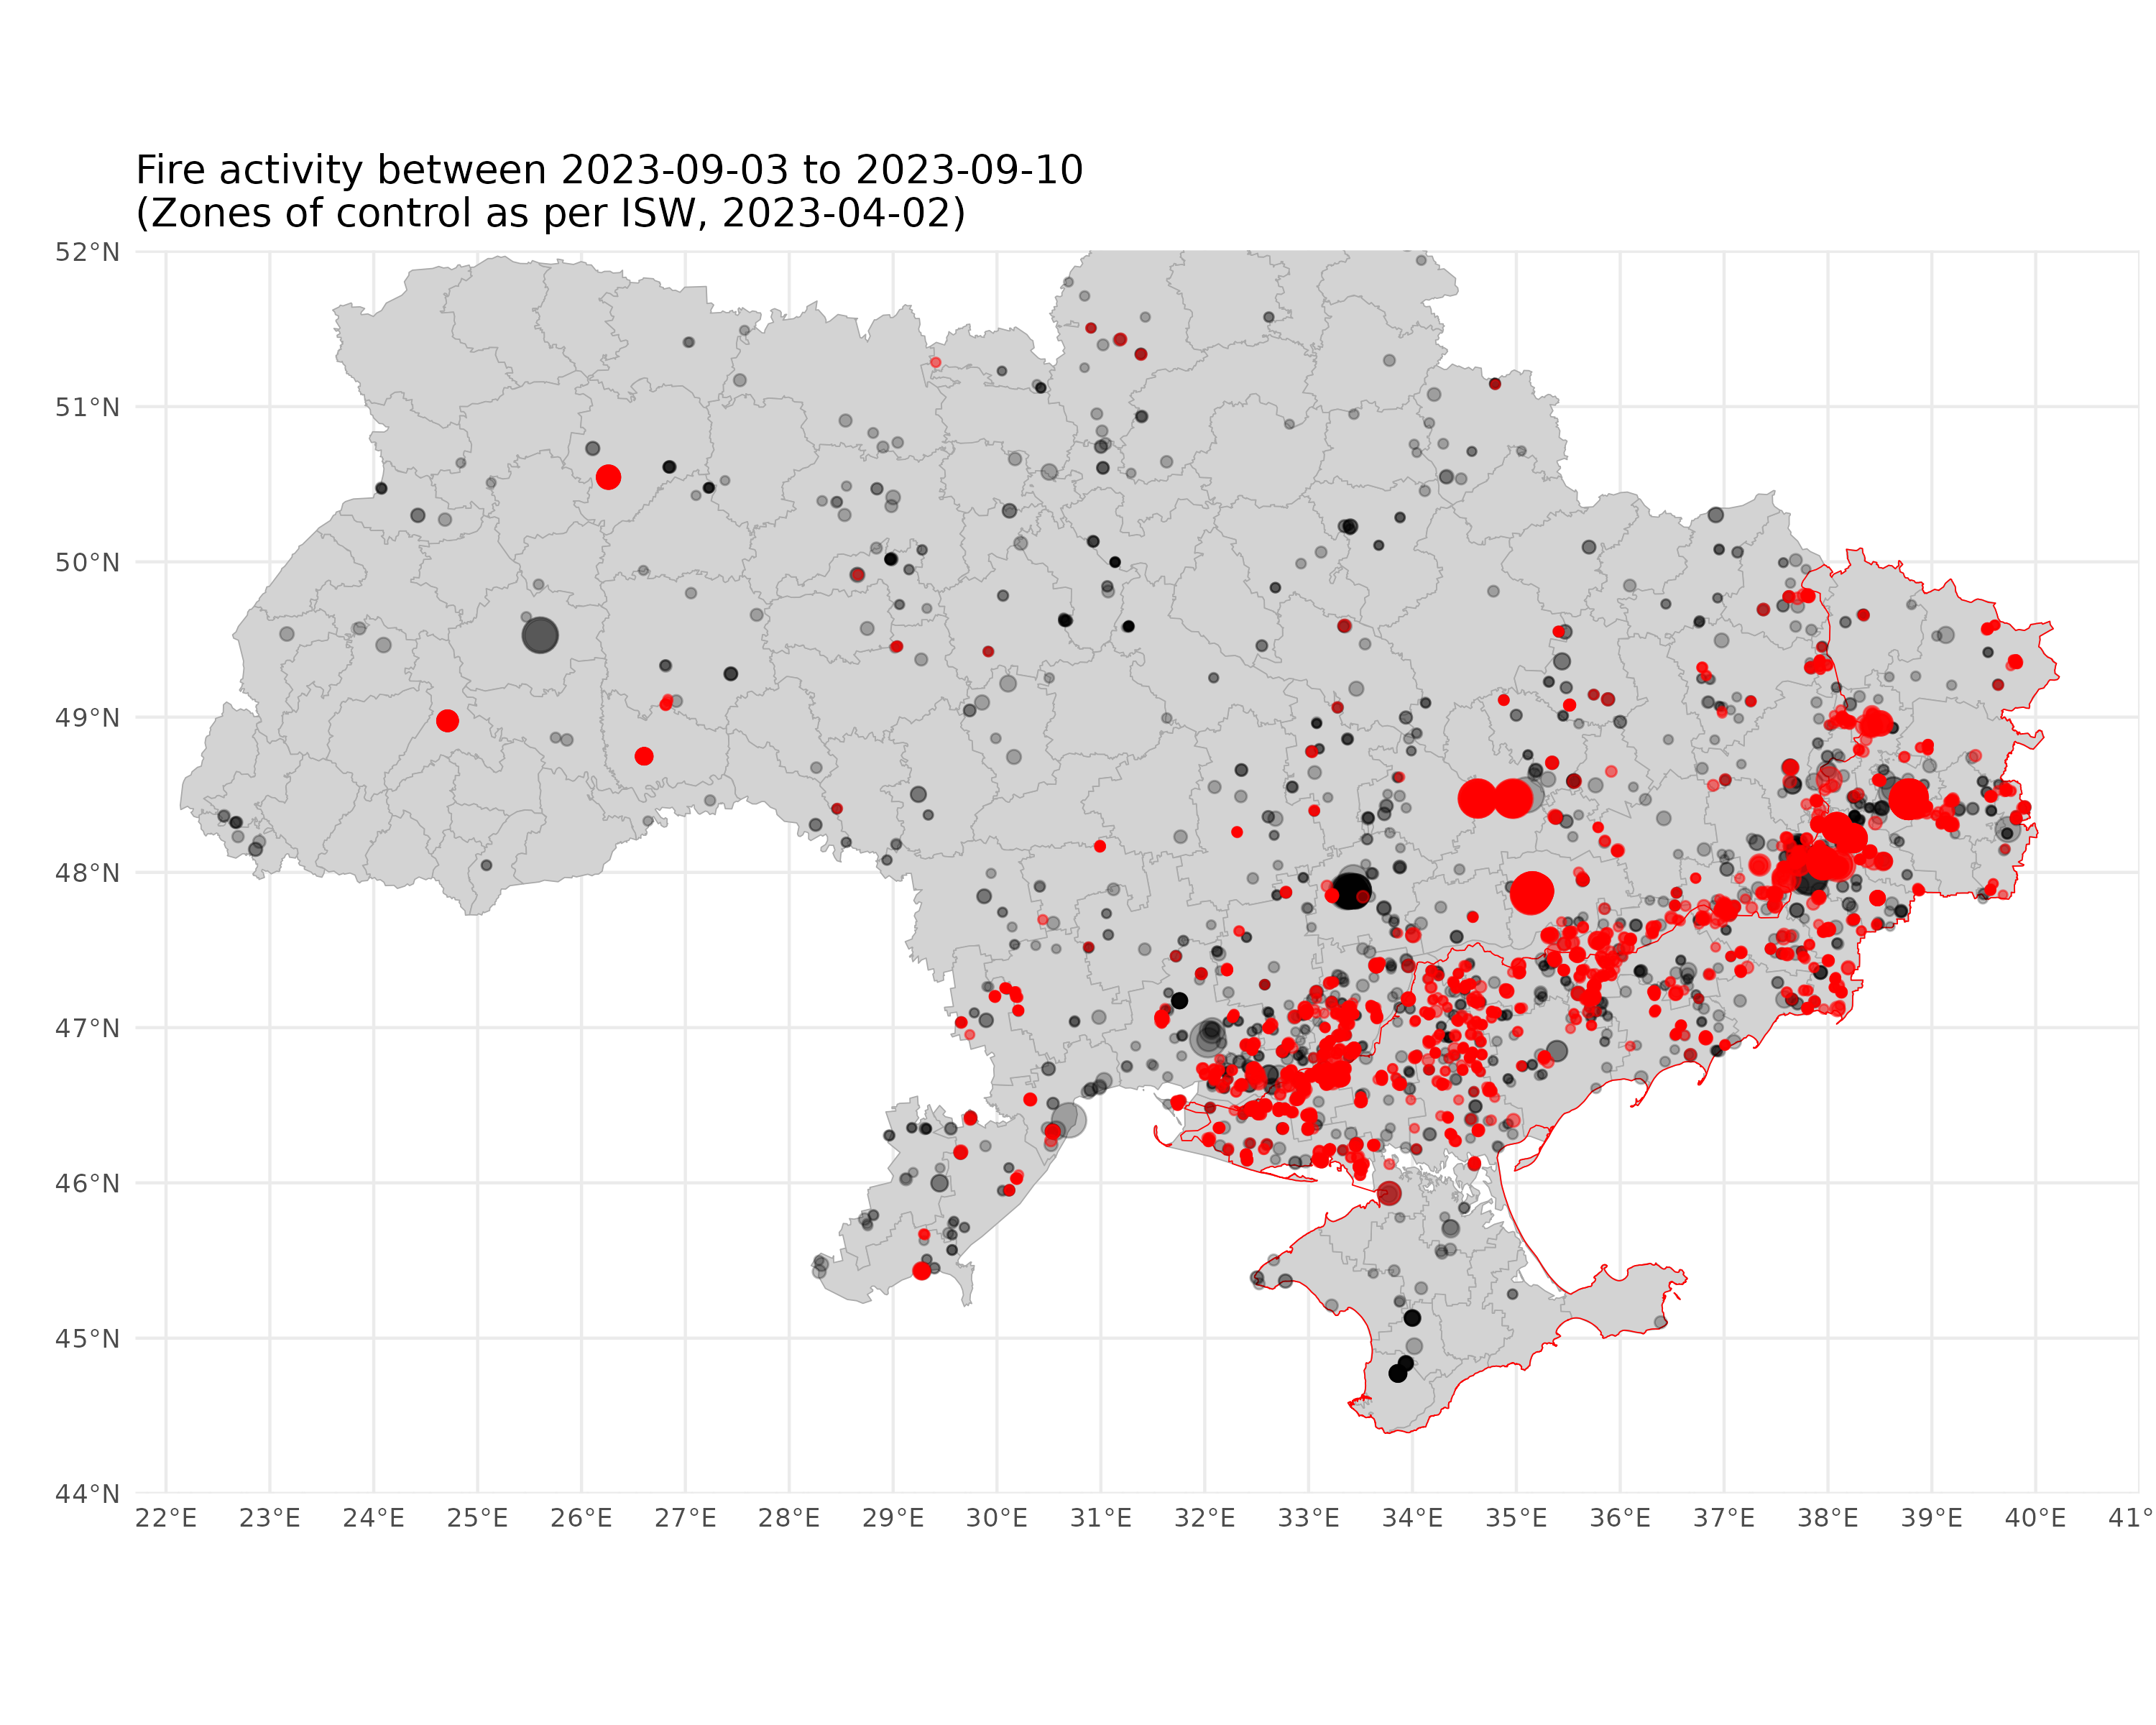 Fire activity between 2023-09-03 to 2023-09-10
(Zones of control as per ISW, 2023-04-02)
52°N
51°N
50°N
49°N
48°N
47°N
46°N
45°N
44°N
22°E 23°E 24°E 25°E 26°E 27°E 28°E 29°E 30°E 31°E 32°E 33°E 34°E 35°E 36°E 37°E 38°E 39°E 40°E 41°